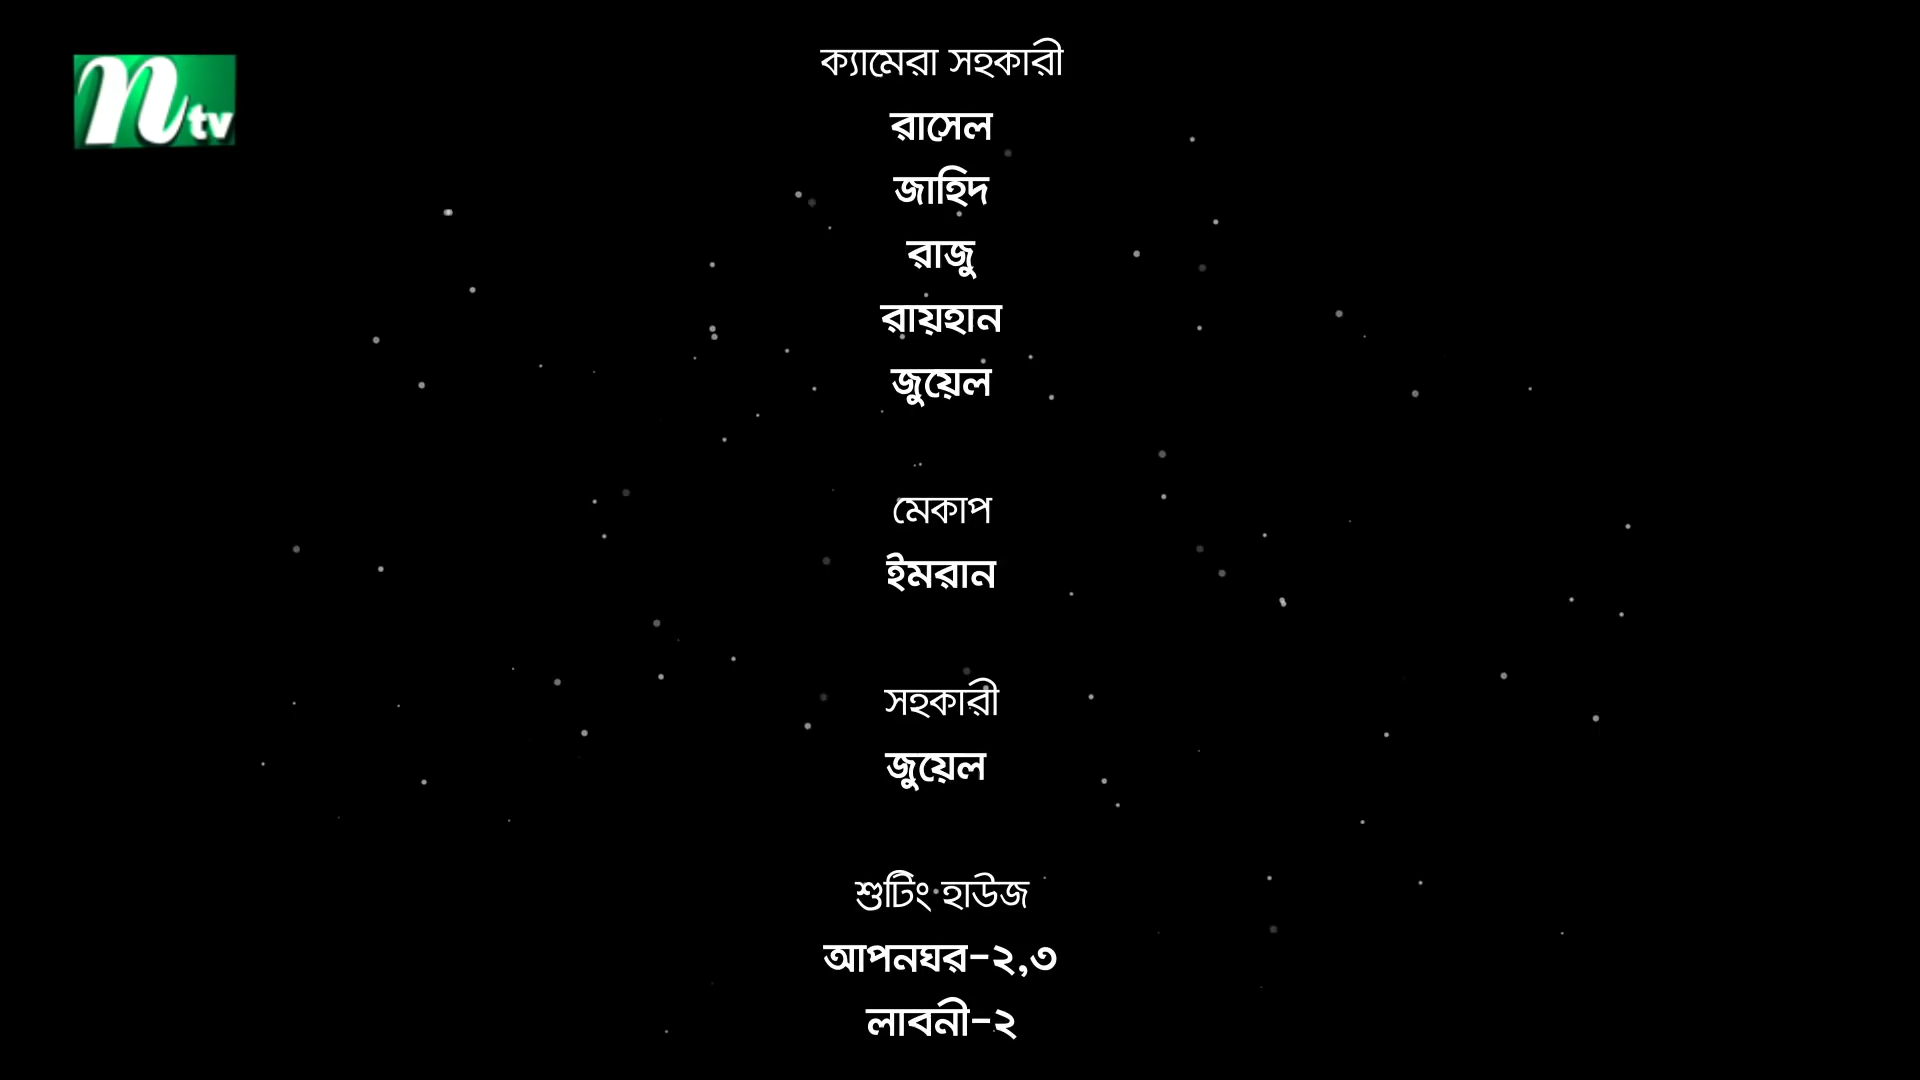 ntv
ক্যামেরা সহকারী
রাসেল
জাহিদ
রাজু
রায়হান
জুয়েল
মেকাপ
ইমরান
সহকারী
জুয়েল
শুটিং হাউজ
আপনঘর-২,৩
লাবনী-২